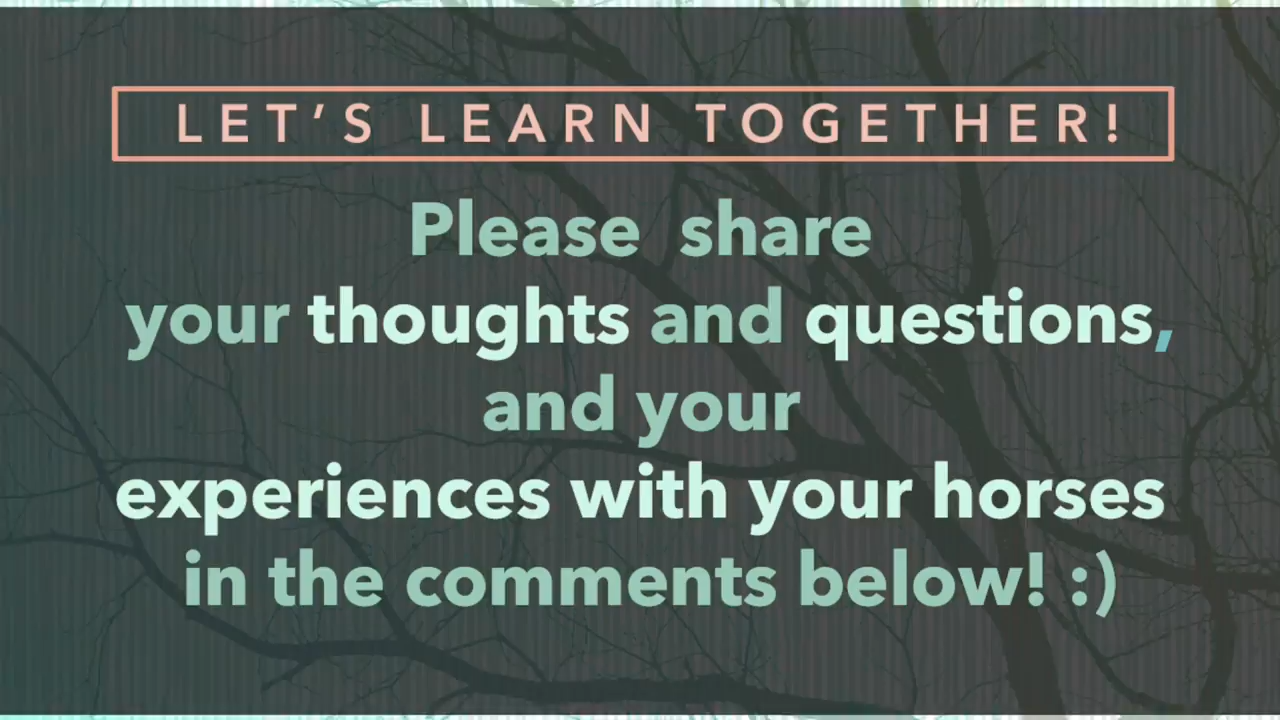 LET'S LEARN TOGETHER!
Please share
your thoughts and questions,
and your
experiences with your horses
in the comments below! :)